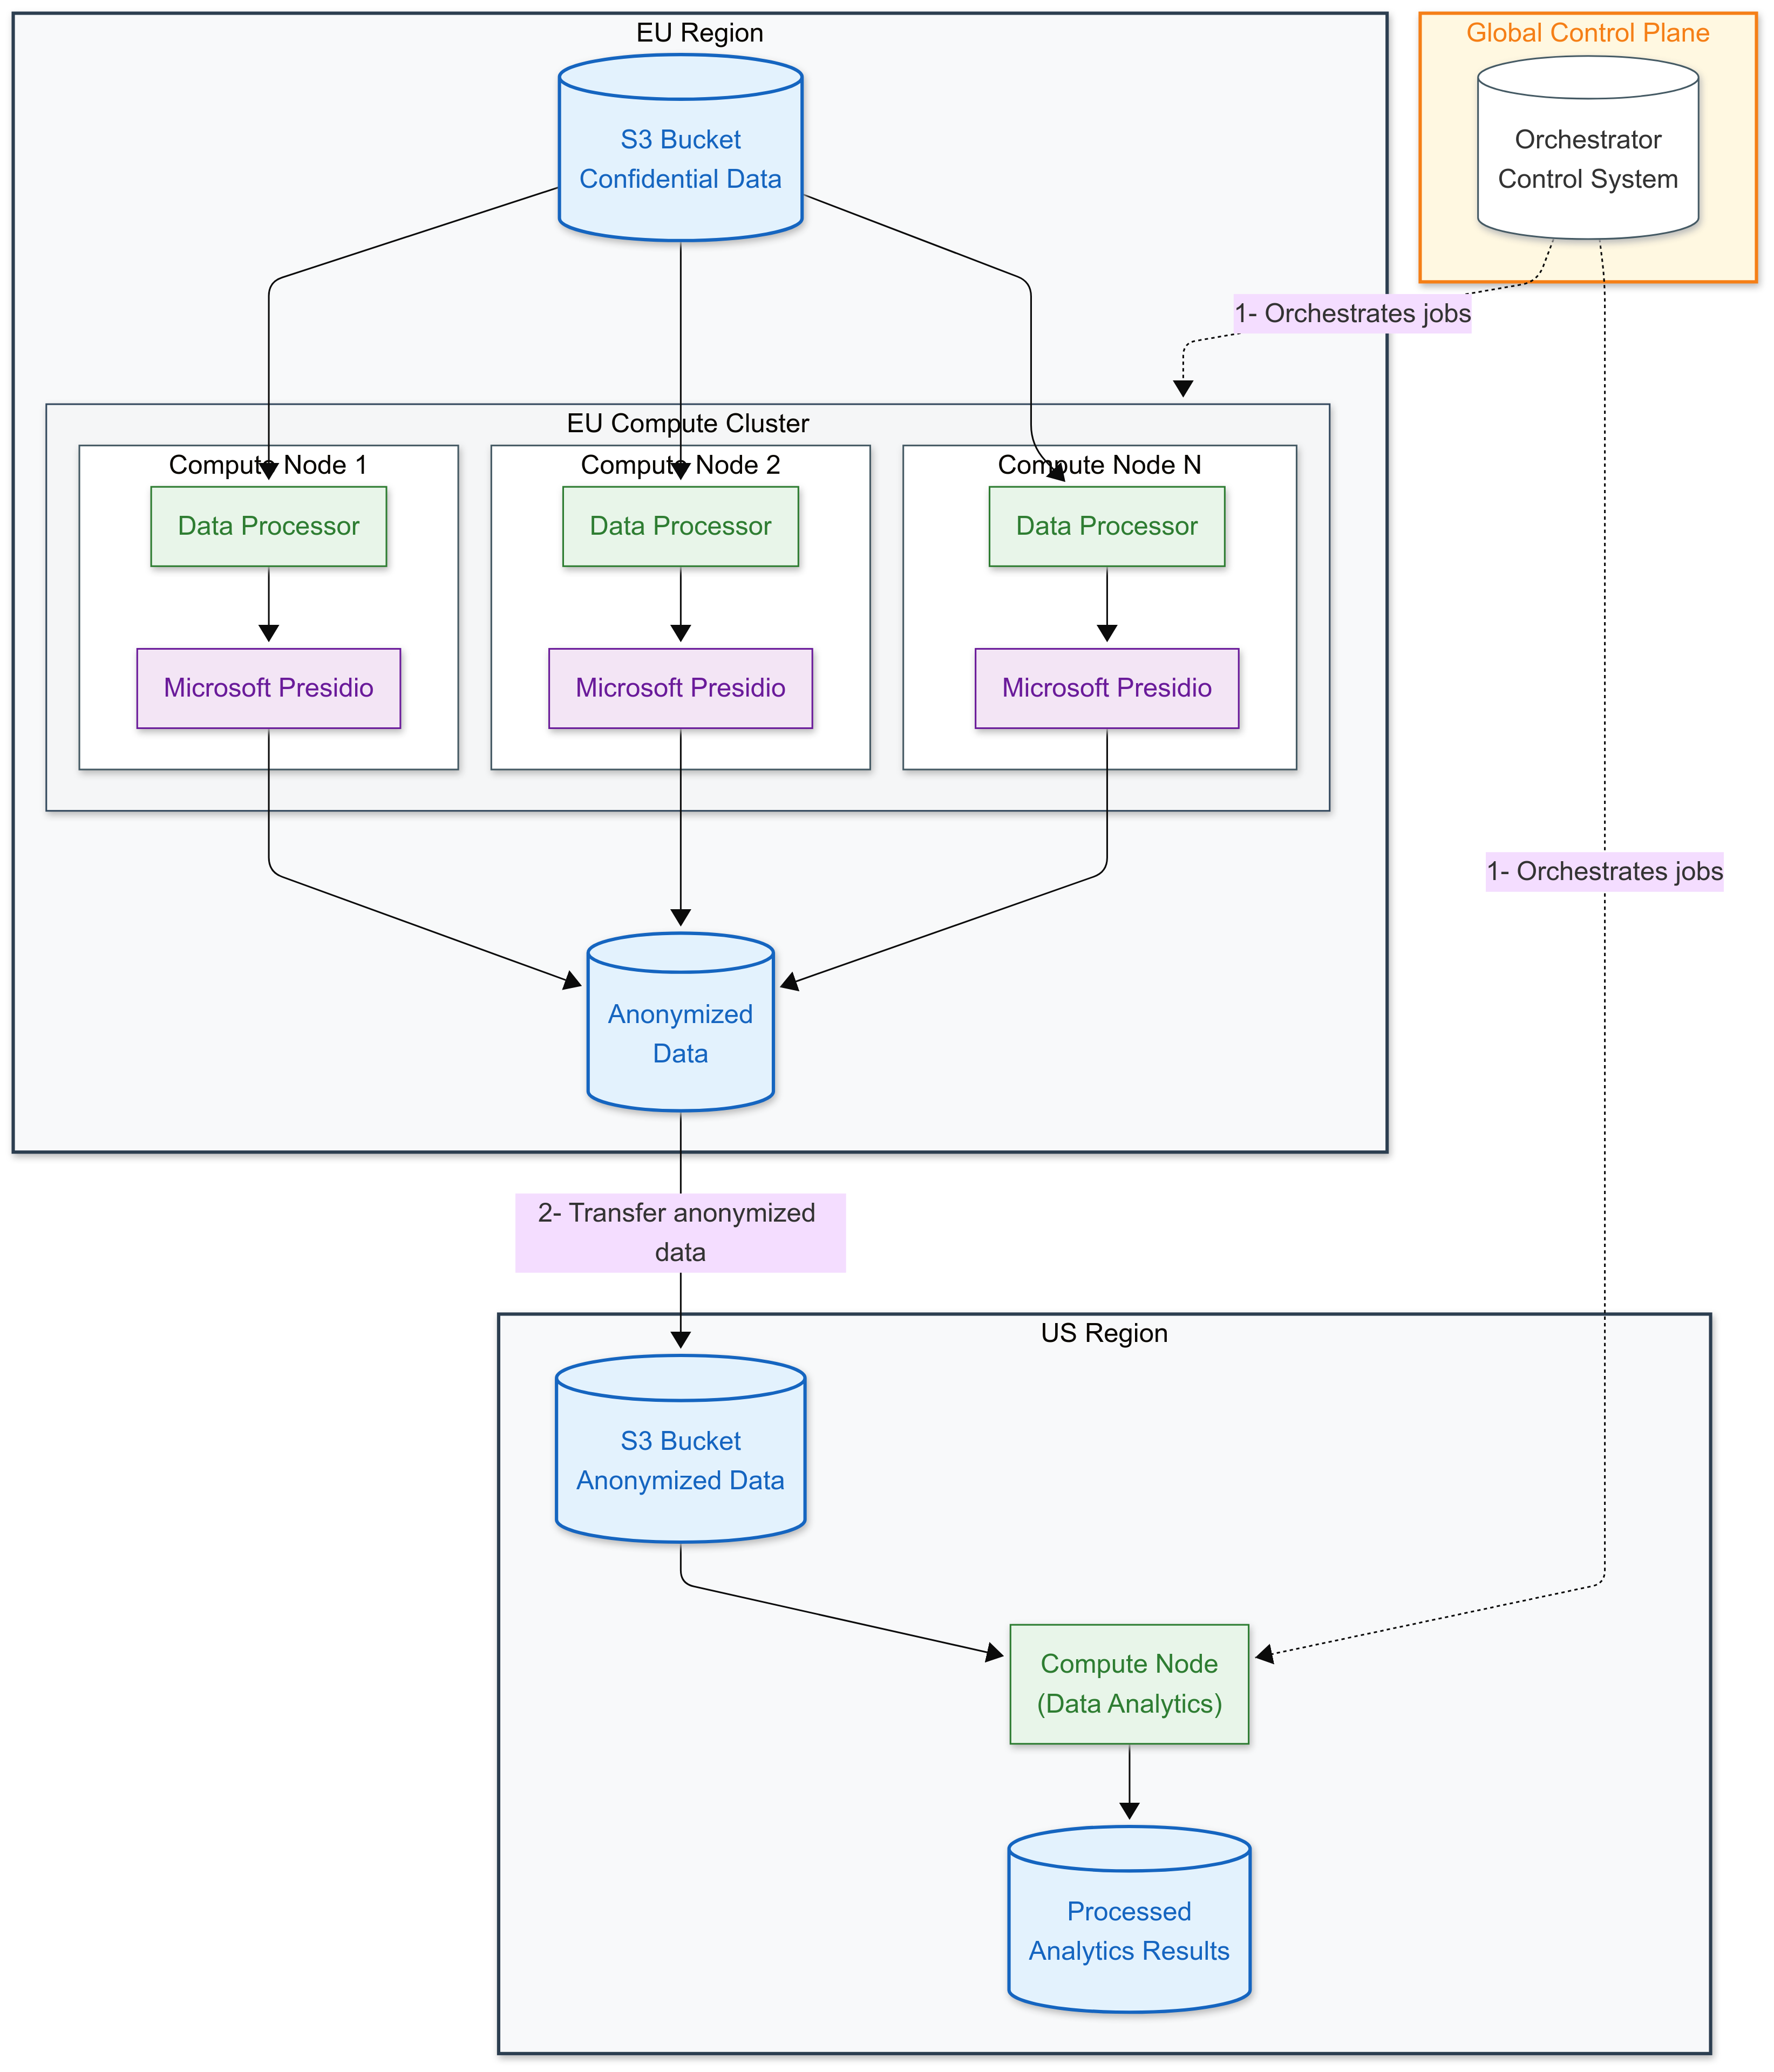 EU Region
Global Control Plane
S3 Bucket
Confidential Data
Orchestrator
Control System
1- Orchestrates jobs
EU Compute Cluster
Compute Node 1
Compute Node 2
Compute Node N
Data Processor
Data Processor
Data Processor
Microsoft Presidio
Microsoft Presidio
Microsoft Presidio
1- Orchestrates jobs
Anonymized
Data
2- Transfer anonymized
data
US Region
S3 Bucket
Anonymized Data
Compute Node
(Data Analytics)
Processed
Analytics Results